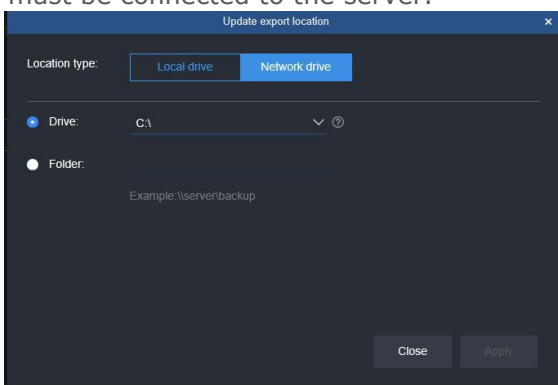 must be connected to the server.
Update export location ×
Location type: Local drive Network drive
Drive: C:\
Folder:
Example:\\server\backup
Close Apply